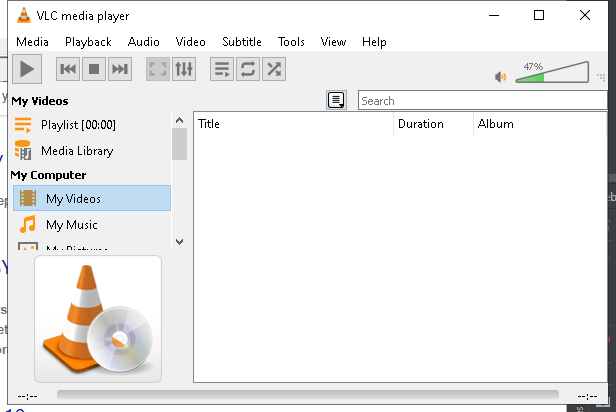 VLC media player
Media Playback Audio Video Subtitle Tools View Help
47%
My Videos
Search
Playlist [00:00]
Title Duration Album
Media Library
My Computer
My Videos
My Music
My Pictures
--:-- --:--